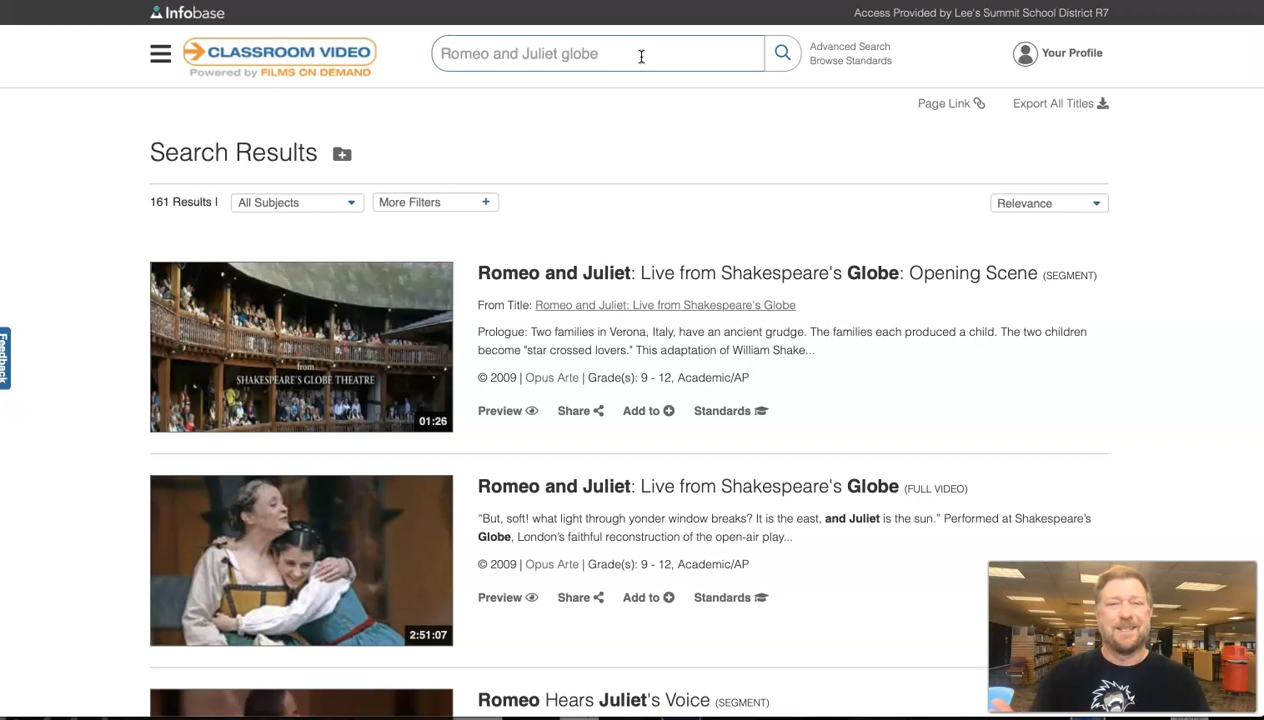 Infobase
Access Provided by Lee's Summit School District R7
CLASSROOM VIDEO
Powered by FILMS ON DEMAND
Romeo and Juliet globe
Advanced Search
Browse Standards
Your Profile
Page Link
Export All Titles
Search Results
161 Results |
All Subjects
More Filters +
Relevance
Feedback
from
SHAKESPEARE'S GLOBE THEATRE
01:26
Romeo and Juliet: Live from Shakespeare's Globe: Opening Scene (SEGMENT)
From Title: Romeo and Juliet: Live from Shakespeare's Globe
Prologue: Two families in Verona, Italy, have an ancient grudge. The families each produced a child. The two children
become "star crossed lovers." This adaptation of William Shake...
© 2009 | Opus Arte | Grade(s): 9 - 12, Academic/AP
Preview Share Add to Standards
2:51:07
Romeo and Juliet: Live from Shakespeare's Globe (FULL VIDEO)
“But, soft! what light through yonder window breaks? It is the east, and Juliet is the sun.” Performed at Shakespeare’s
Globe, London’s faithful reconstruction of the open-air play...
© 2009 | Opus Arte | Grade(s): 9 - 12, Academic/AP
Preview Share Add to Standards
Romeo Hears Juliet's Voice (SEGMENT)